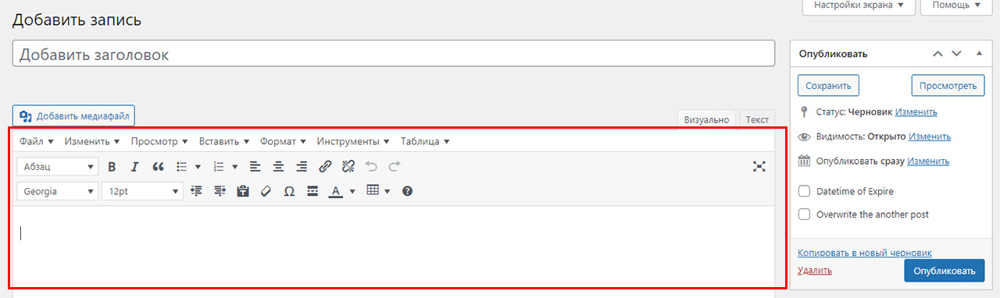 Настройки экрана
Помощь
Добавить запись
Добавить заголовок
Добавить медиафайл
Визуально
Текст
Файл Изменить Просмотр Вставить Формат Инструменты Таблица
Абзац B I
Georgia 12pt Ω A
Опубликовать
Сохранить Просмотреть
Статус: Черновик Изменить
Видимость: Открыто Изменить
Опубликовать сразу Изменить
Datetime of Expire
Overwrite the another post
Копировать в новый черновик
Удалить Опубликовать